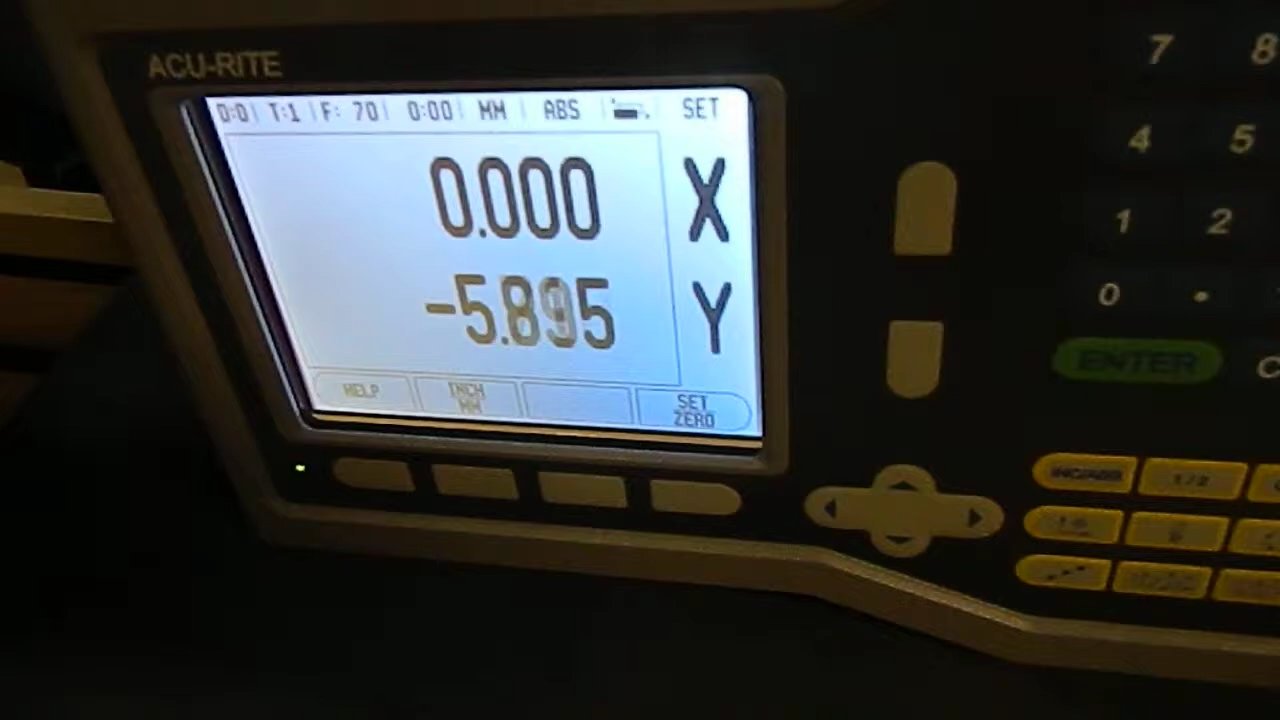 ACU-RITE
D:0 T:1 F: 70 0:00 MM ABS SET
0.000 X
-5.895 Y
HELP INCH MM SET ZERO
7 8
4 5
1 2
0 .
ENTER C
INC/ABS 1/2